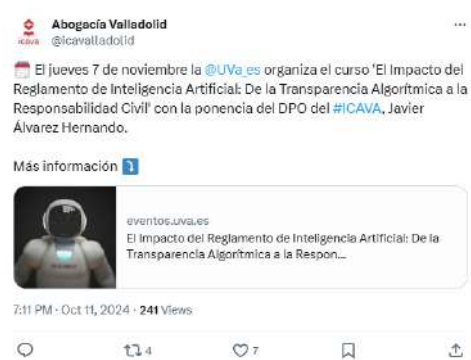 Abogacía Valladolid
@icavalladolid
El jueves 7 de noviembre la @UVa_es organiza el curso 'El Impacto del
Reglamento de Inteligencia Artificial: De la Transparencia Algorítmica a la
Responsabilidad Civil' con la ponencia del DPO del #ICAVA, Javier
Álvarez Hernando.
Más información
eventos.uva.es
El Impacto del Reglamento de Inteligencia Artificial: De la
Transparencia Algorítmica a la Respon...
7:11 PM · Oct 11, 2024 · 241 Views
4 7